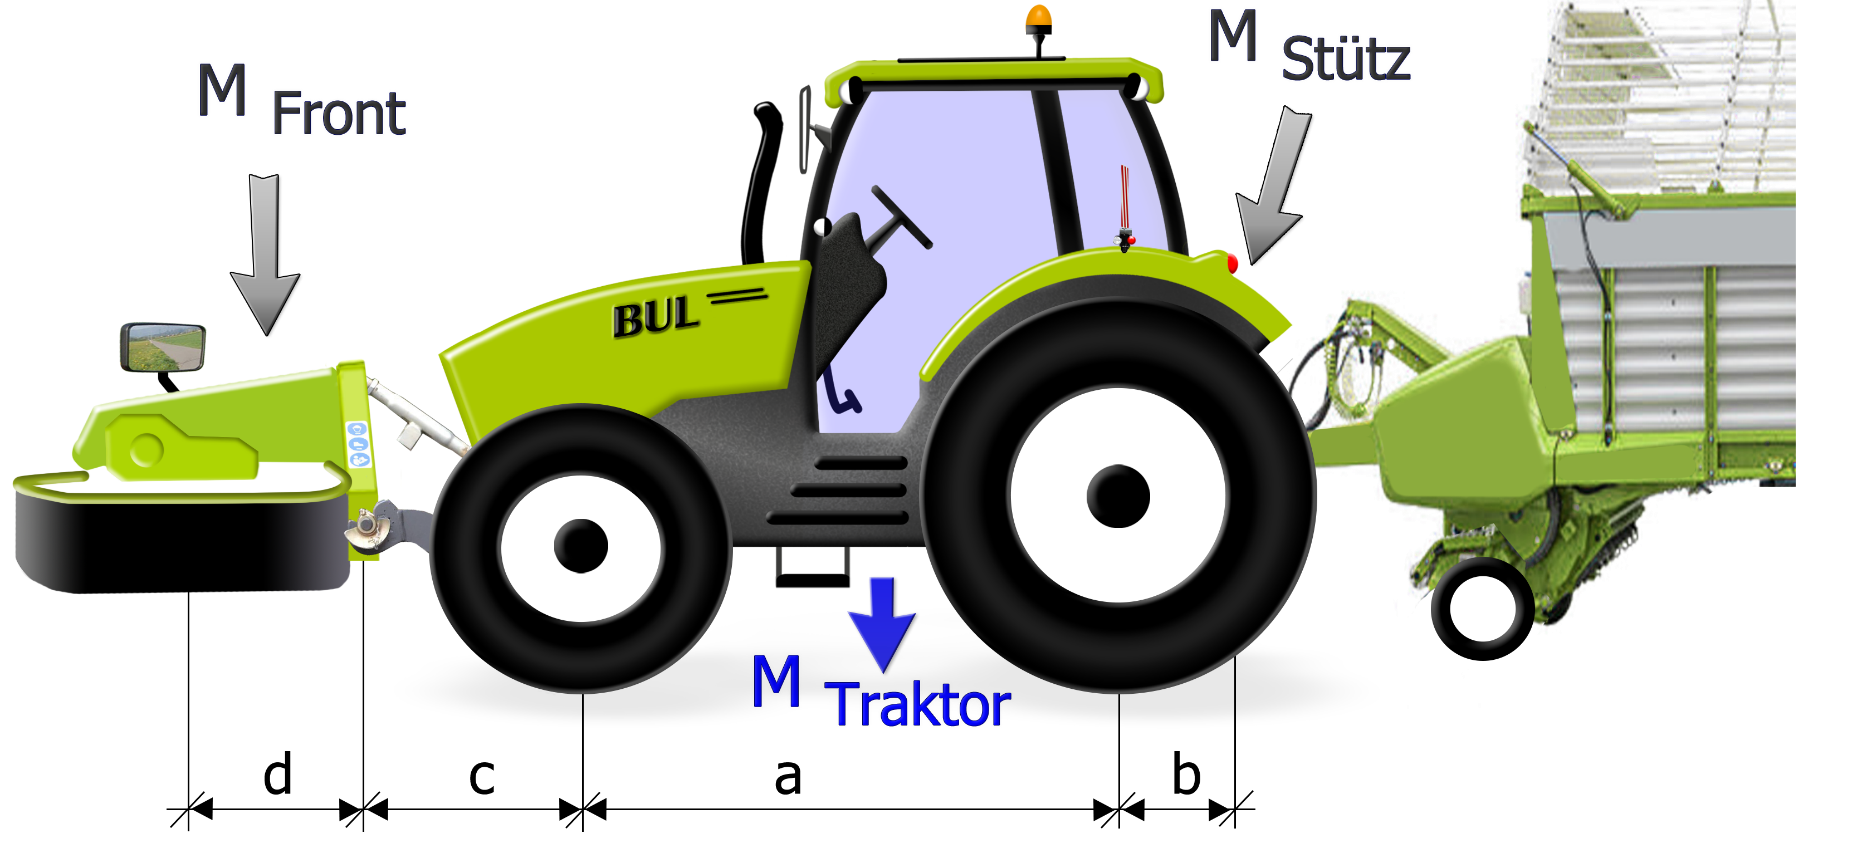 M Front
M Stütz
BUL
M Traktor
d
c
a
b